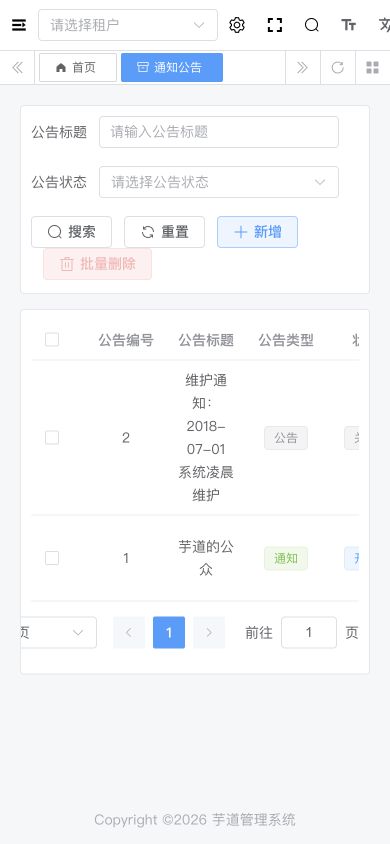 请选择租户
首页
通知公告
公告标题 请输入公告标题
公告状态 请选择公告状态
搜索 重置 新增
批量删除
公告编号 公告标题 公告类型
2 维护通知：2018-07-01 系统凌晨维护 公告
1 芋道的公众 通知
页 1 前往 1 页
Copyright ©2026 芋道管理系统